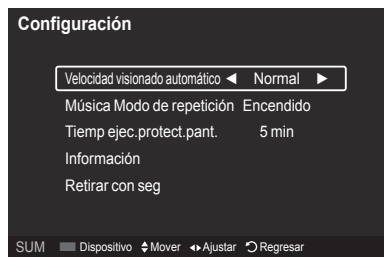 Configuración
Velocidad visionado automático ◀ Normal ▶
Música Modo de repetición Encendido
Tiemp ejec.protect.pant. 5 min
Información
Retirar con seg
SUM Dispositivo Mover Ajustar Regresar